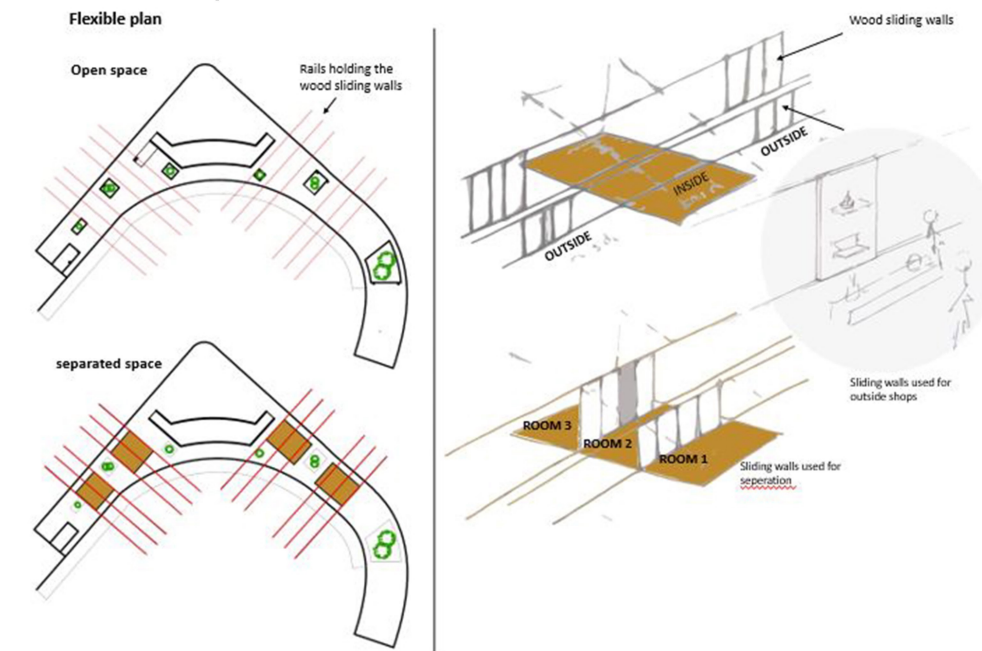 Flexible plan
Open space
Rails holding the
wood sliding walls
separated space
Wood sliding walls
OUTSIDE
INSIDE
OUTSIDE
Sliding walls used for
outside shops
ROOM 3
ROOM 2
ROOM 1
Sliding walls used for
seperation